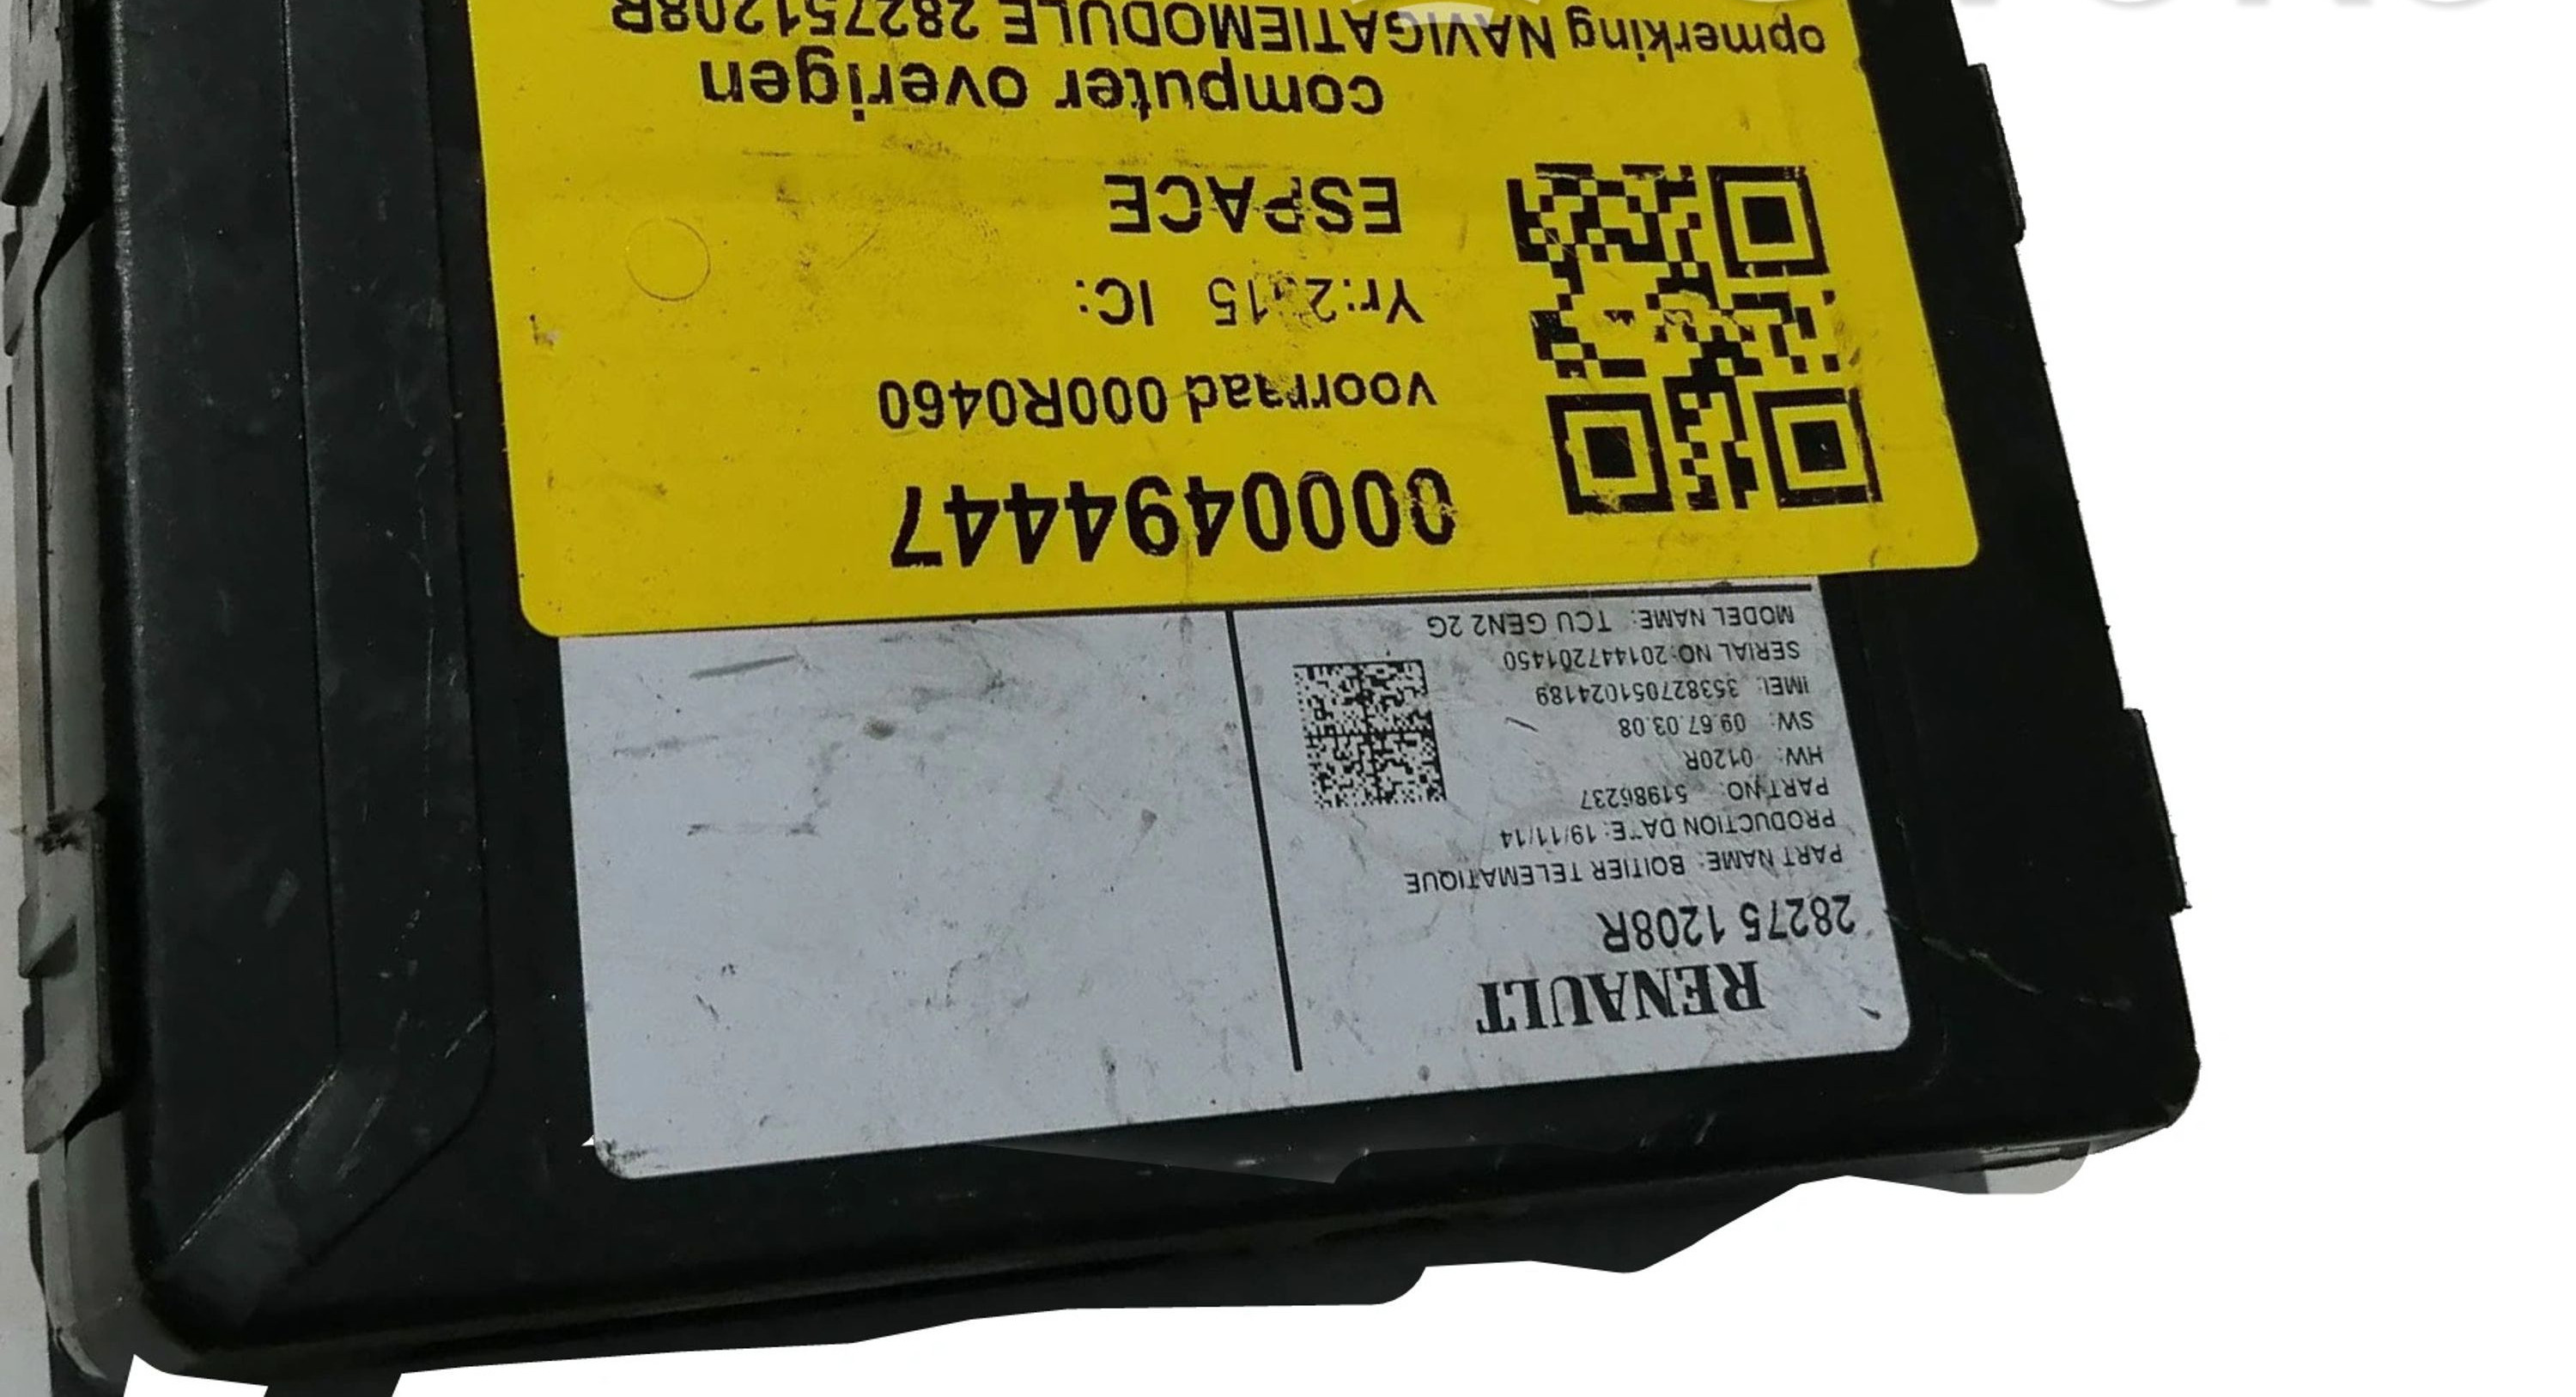 RENAULT
28275 1208R
PART NAME: BOITIER TELEMATIQUE
PRODUCTION DATE: 19/11/14
PART NO: 51986237
HW: 0120R
SW: 09.67.03.08
IMEI: 353827051024189
SERIAL NO: 201447201450
MODEL NAME: TCU GEN2 2G
0000494447
voorraad 000R0460
Yr:2015 IC:
ESPACE
computer overigen
opmerking NAVIGATIEMODULE 282751208R